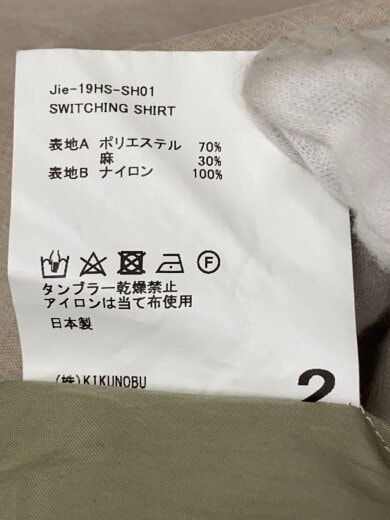 Jie-19HS-SH01
SWITCHING SHIRT
表地A ポリエステル 70%
麻 30%
表地B ナイロン 100%
F
タンブラー乾燥禁止
アイロンは当て布使用
日本製
(株)KIKUNOBU
2